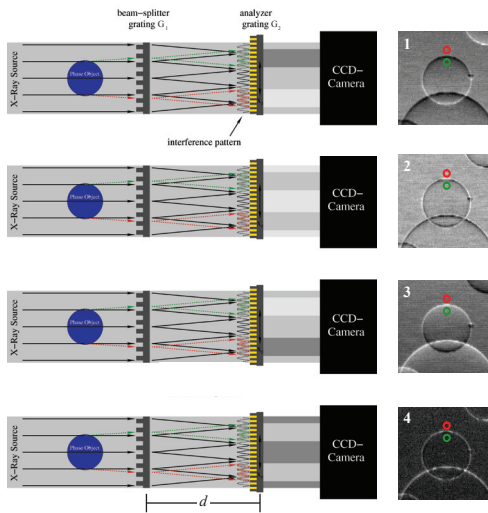 beam-splitter
grating G₁
analyzer
grating G₂
X-Ray Source
Phase Object
CCD-
Camera
1
interference pattern
X-Ray Source
Phase Object
CCD-
Camera
2
X-Ray Source
Phase Object
CCD-
Camera
3
X-Ray Source
Phase Object
CCD-
Camera
4
d